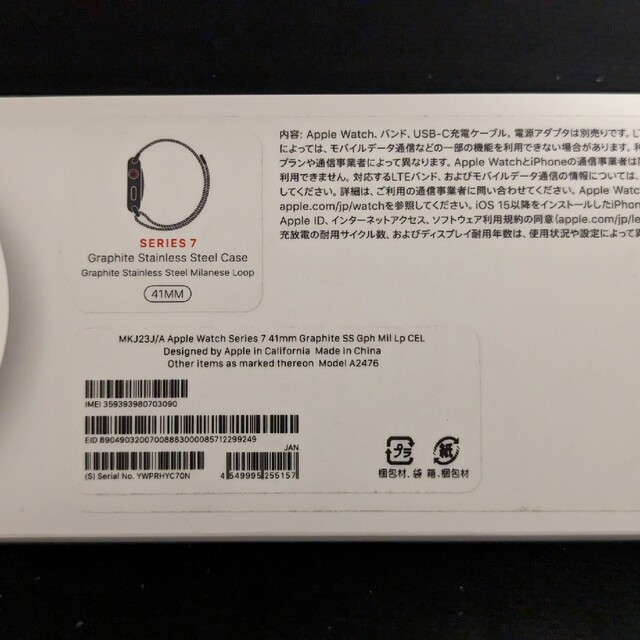 SERIES 7
Graphite Stainless Steel Case
Graphite Stainless Steel Milanese Loop
41MM
内容: Apple Watch、バンド、USB-C充電ケーブル。電源アダプタは別売りです。
によっては、モバイルデータ通信などの一部の機能を利用できない場合があります。
プランや通信事業者によって異なります。Apple WatchとiPhoneの通信事業者は
利用できません。対応するLTEバンド、およびモバイルデータ通信の情報については、
してください。詳細は、ご利用の通信事業者に問い合わせてください。Apple Wat
apple.com/jp/watchを参照してください。iOS 15以降をインストールしたiPho
Apple ID、インターネットアクセス、ソフトウェア利用規約の同意（apple.com/jp/le
充放電の耐用サイクル数、およびディスプレイ耐用年数は、使用状況や設定によって異
MKJ23J/A Apple Watch Series 7 41mm Graphite SS Gph Mil Lp CEL
Designed by Apple in California Made in China
Other items as marked thereon Model A2476
IMEI 359393980703090
EID 89049032007008883000085712299249
JAN
(S) Serial No. YWPRHYC70N
4 549995 255157
プラ 紙
梱包材、袋 箱、梱包材